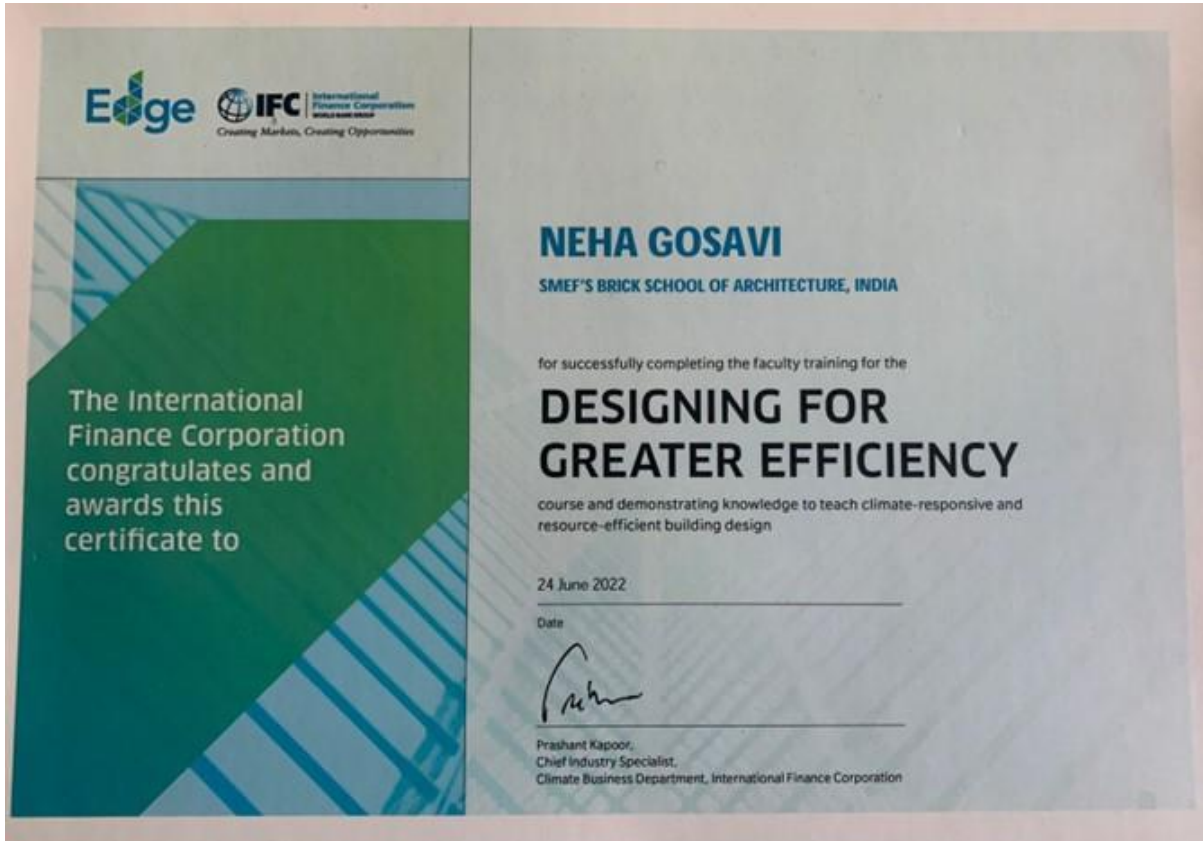 Edge
IFC
International
Finance Corporation
WORLD BANK GROUP
Creating Markets, Creating Opportunities
The International
Finance Corporation
congratulates and
awards this
certificate to
NEHA GOSAVI
SMEF'S BRICK SCHOOL OF ARCHITECTURE, INDIA
for successfully completing the faculty training for the
DESIGNING FOR
GREATER EFFICIENCY
course and demonstrating knowledge to teach climate-responsive and
resource-efficient building design
24 June 2022
Date
Prashant Kapoor,
Chief Industry Specialist,
Climate Business Department, International Finance Corporation